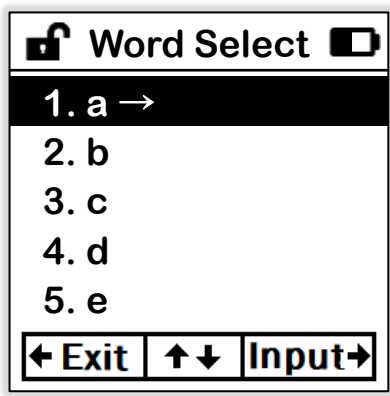 Word Select
1. a →
2. b
3. c
4. d
5. e
← Exit ↑↓ Input→